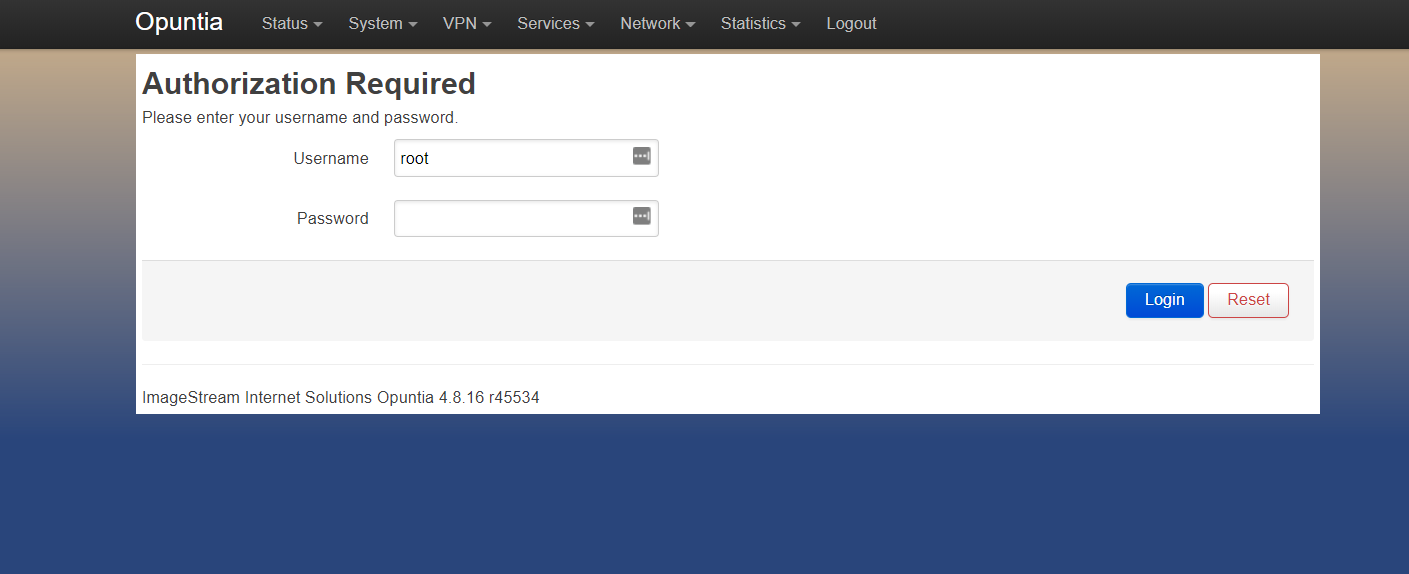 Opuntia Status System VPN Services Network Statistics Logout
Authorization Required
Please enter your username and password.
Username root
Password
Login Reset
ImageStream Internet Solutions Opuntia 4.8.16 r45534